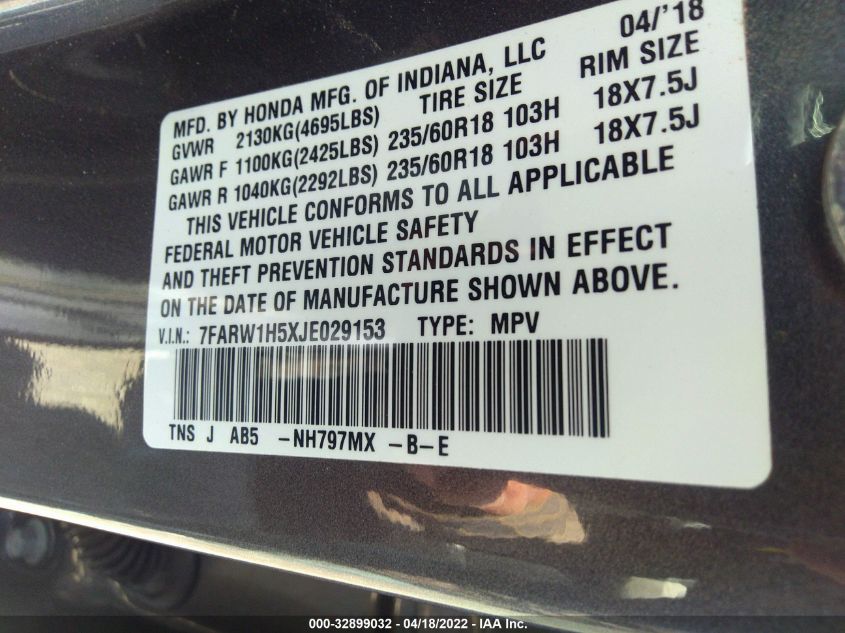 MFD. BY HONDA MFG. OF INDIANA, LLC 04/'18
GVWR 2130KG(4695LBS) TIRE SIZE RIM SIZE
GAWR F 1100KG(2425LBS) 235/60R18 103H 18X7.5J
GAWR R 1040KG(2292LBS) 235/60R18 103H 18X7.5J
THIS VEHICLE CONFORMS TO ALL APPLICABLE
FEDERAL MOTOR VEHICLE SAFETY
AND THEFT PREVENTION STANDARDS IN EFFECT
ON THE DATE OF MANUFACTURE SHOWN ABOVE.
V.I.N.: 7FARW1H5XJE029153 TYPE: MPV
TNS J AB5 -NH797MX -B-E
000-32899032 - 04/18/2022 - IAA Inc.